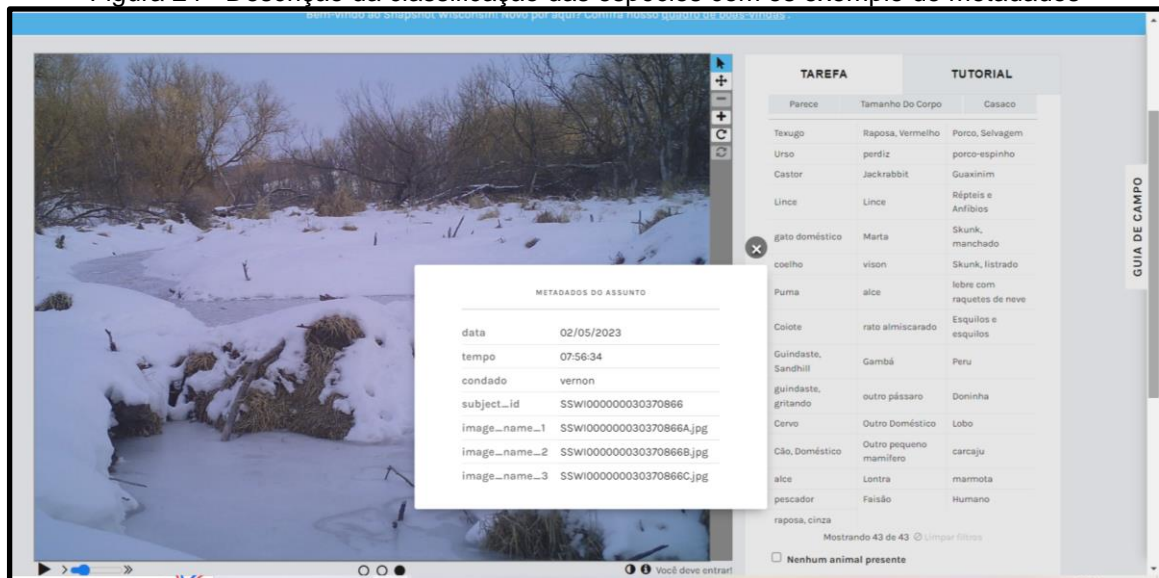 Figura 21 - Descrição da classificação das espécies com os exemplo de metadados
Bem-vindo ao Snapshot Wisconsin! Novo por aqui? Confira nosso quadro de boas-vindas .
TAREFA TUTORIAL
Parece Tamanho Do Corpo Casaco
Texugo Raposa, Vermelho Porco, Selvagem
Urso perdiz porco-espinho
Castor Jackrabbit Guaxinim
Lince Lince Répteis e
Anfíbios
gato doméstico Marta Skunk,
manchado
coelho vison Skunk, listrado
Puma alce lebre com
raquetes de neve
Coiote rato almiscarado Esquilos e
esquilos
Guindaste,
Sandhill Gambá Peru
guindaste,
gritando outro pássaro Doninha
Cervo Outro Doméstico Lobo
Cão, Doméstico Outro pequeno
mamífero carcaju
alce Lontra marmota
pescador Faisão Humano
raposa, cinza
Mostrando 43 de 43 Limpar filtros
Nenhum animal presente
GUIA DE CAMPO
METADADOS DO ASSUNTO
data 02/05/2023
tempo 07:56:34
condado vernon
subject_id SSWI000000030370866
image_name_1 SSWI000000030370866A.jpg
image_name_2 SSWI000000030370866B.jpg
image_name_3 SSWI000000030370866C.jpg
Você deve entrar!